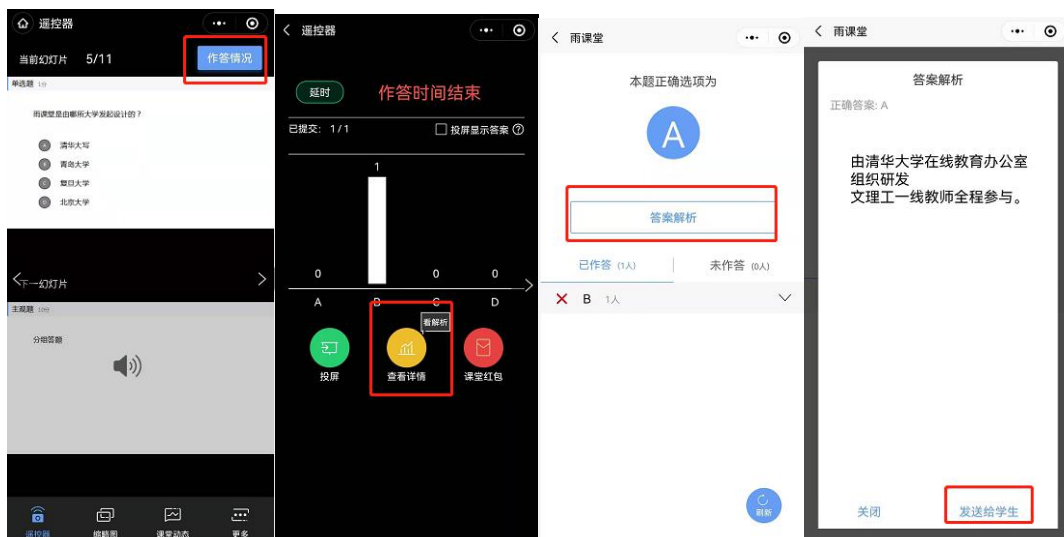 遥控器
当前幻灯片 5/11
作答情况
单选题 1分
雨课堂是由哪所大学发起设计的？
A 清华大写
B 青岛大学
C 复旦大学
D 北京大学
下一幻灯片
主观题 10分
分组答题
遥控器
缩略图
课堂动态
更多
遥控器
延时
作答时间结束
已提交：1/1
投屏显示答案
1
0
0
0
A
B
C
D
看解析
投屏
查看详情
课堂红包
雨课堂
本题正确选项为
A
答案解析
已作答 (1人)
未作答 (0人)
B 1人
刷新
雨课堂
答案解析
正确答案: A
由清华大学在线教育办公室
组织研发
文理工一线教师全程参与。
关闭
发送给学生